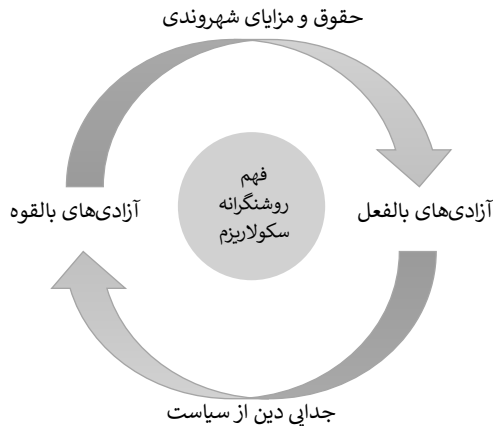 حقوق و مزایای شهروندی
فهم
روشنگرانه
سکولاریزم
آزادی‌های بالفعل
آزادی‌های بالقوه
جدایی دین از سیاست